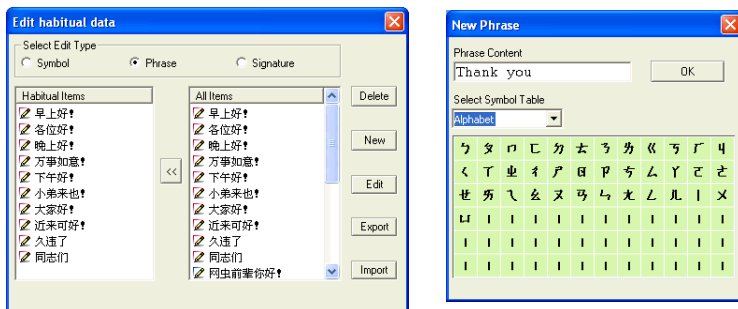 Edit habitual data
Select Edit Type
Symbol Phrase Signature
Habitual Items
早上好!
各位好!
晚上好!
万事如意!
下午好!
小弟来也!
大家好!
近来可好!
久违了
同志们
<<
All Items
早上好!
各位好!
晚上好!
万事如意!
下午好!
小弟来也!
大家好!
近来可好!
久违了
同志们
网虫前辈你好!
Delete
New
Edit
Export
Import
New Phrase
Phrase Content
Thank you
OK
Select Symbol Table
Alphabet
ㄅ ㄆ ㄇ ㄈ ㄉ ㄊ ㄋ ㄌ ㄍ ㄎ ㄏ ㄐ
ㄑ ㄒ ㄓ ㄔ ㄕ ㄖ ㄗ ㄘ ㄙ ㄚ ㄛ ㄜ
ㄝ ㄞ ㄟ ㄠ ㄡ ㄢ ㄣ ㄤ ㄥ ㄦ ㄧ ㄨ
ㄩ | | | | | | | | | | |
| | | | | | | | | | | |
| | | | | | | | | | | |